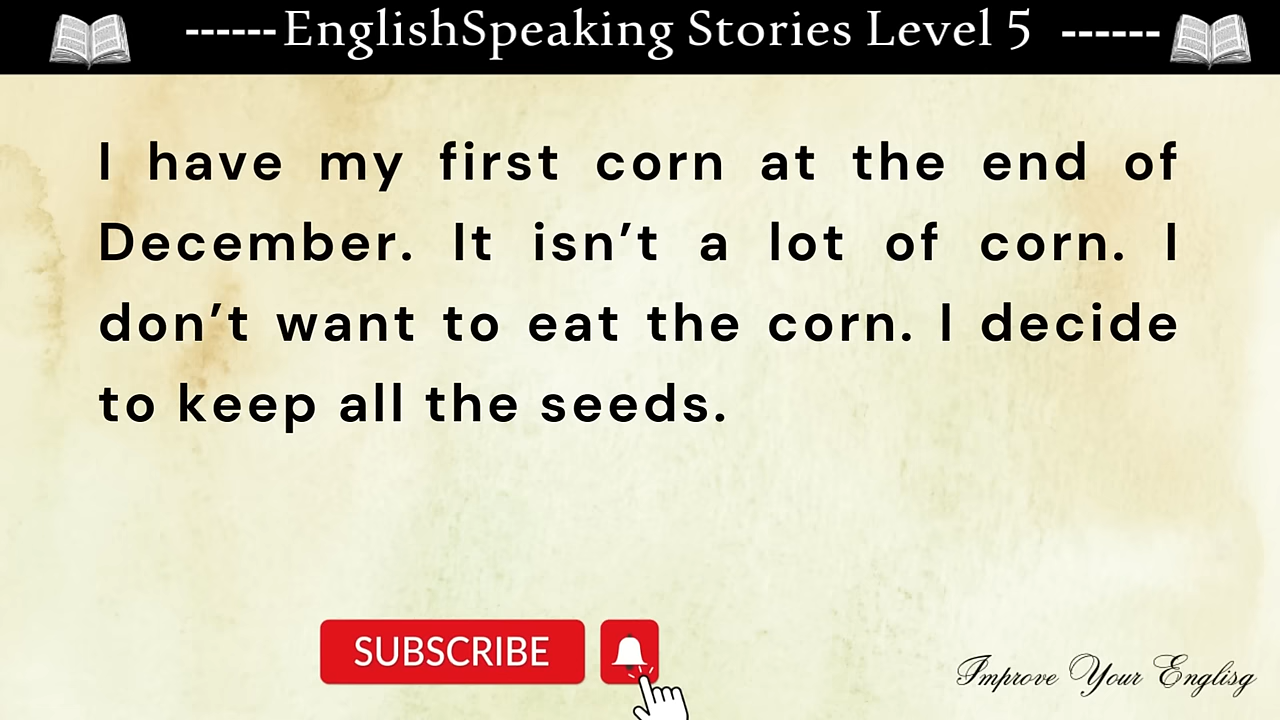 ------EnglishSpeaking Stories Level 5 ------
I have my first corn at the end of
December. It isn’t a lot of corn. I
don’t want to eat the corn. I decide
to keep all the seeds.
SUBSCRIBE
Improve Your Englisg